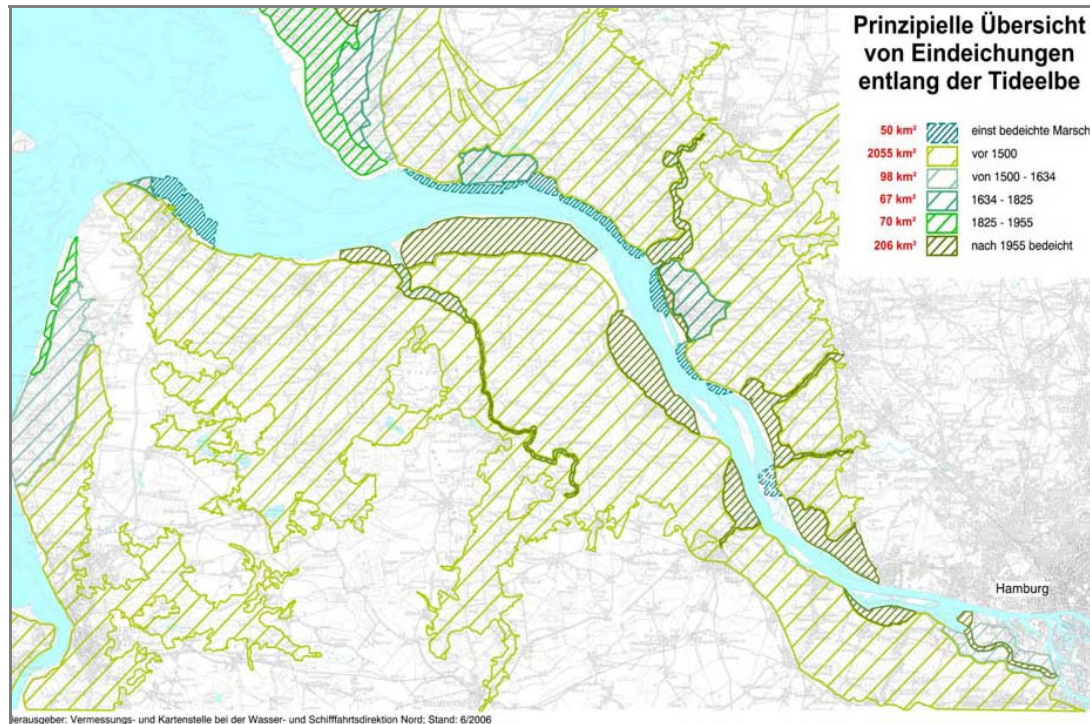 Prinzipielle Übersicht
von Eindeichungen
entlang der Tideelbe
50 km² einst bedeichte Marsch
2055 km² vor 1500
98 km² von 1500 - 1634
67 km² 1634 - 1825
70 km² 1825 - 1955
206 km² nach 1955 bedeicht
Hamburg
erausgeber: Vermessungs- und Kartenstelle bei der Wasser- und Schifffahrtsdirektion Nord; Stand: 6/2006